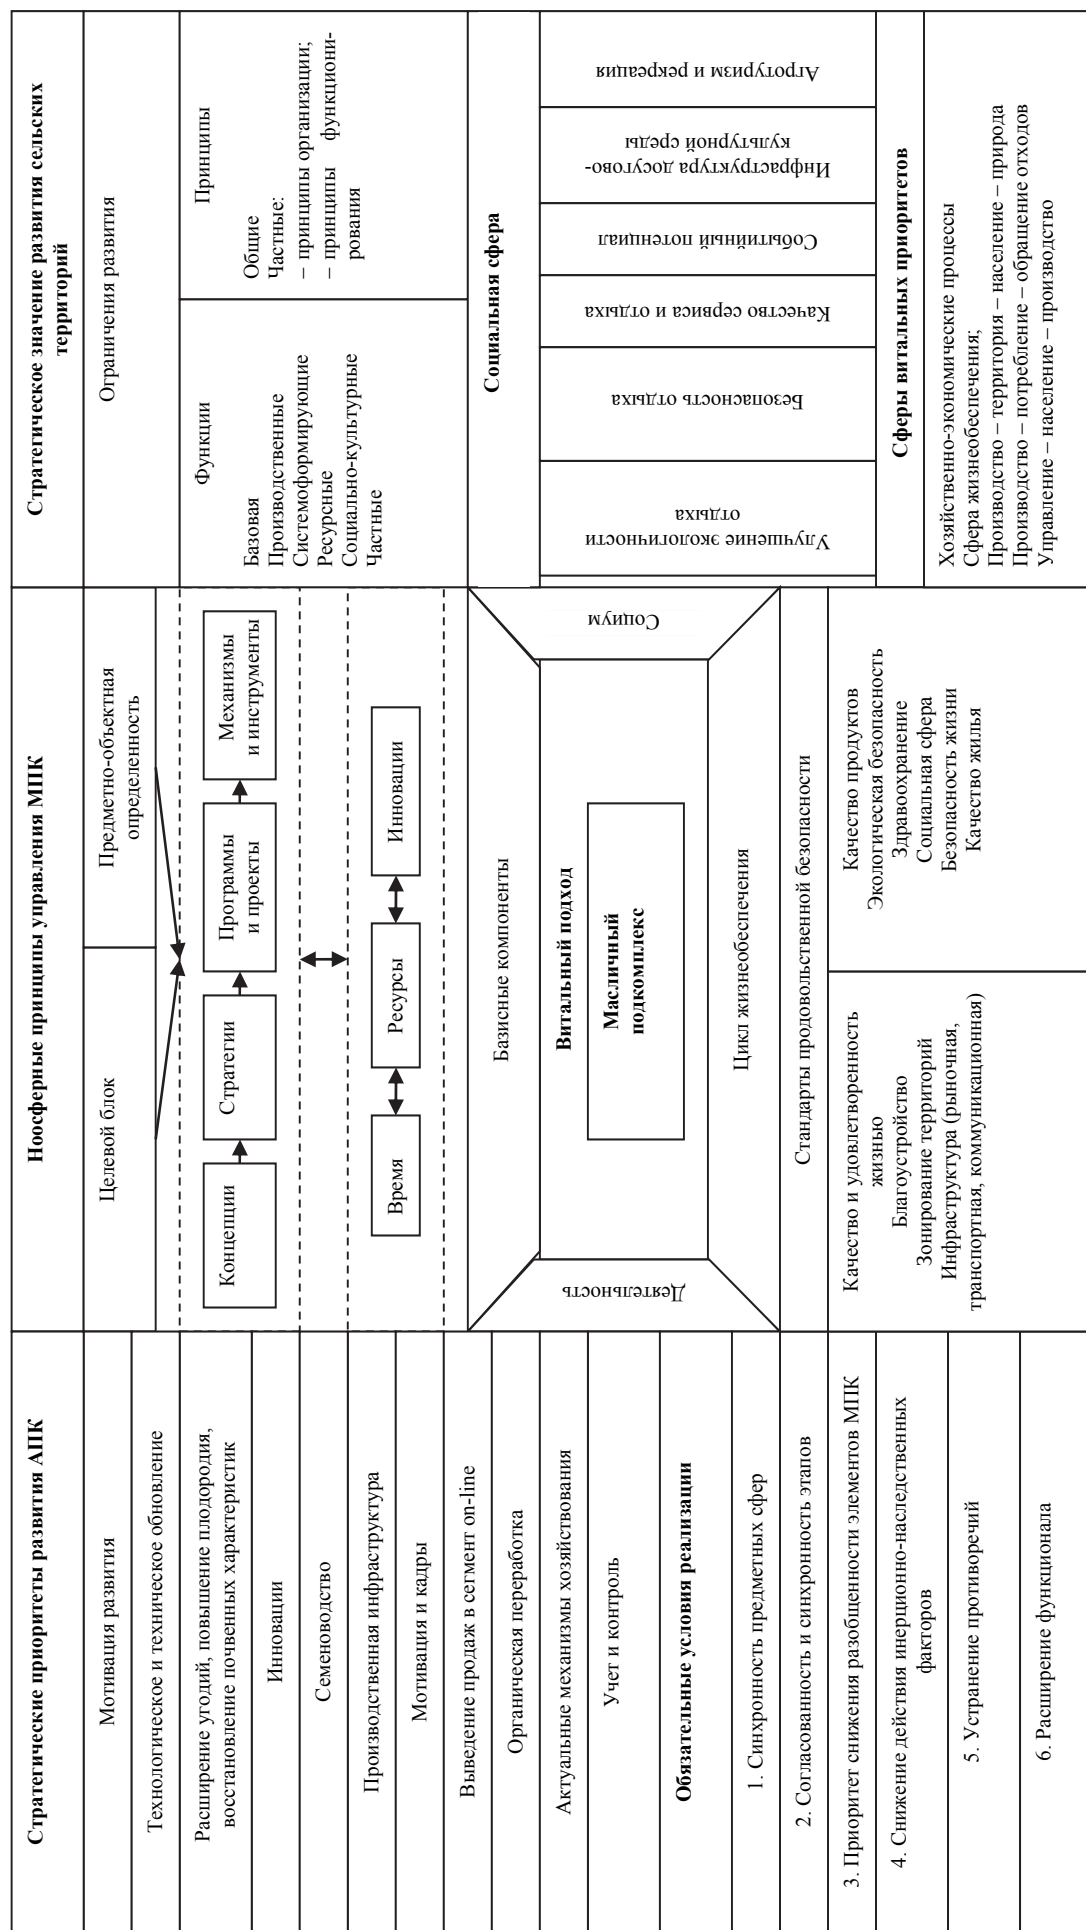 Стратегические приоритеты развития АПК
Мотивация развития
Технологическое и техническое обновление
Расширение угодий, повышение плодородия,
восстановление почвенных характеристик
Инновации
Семеноводство
Производственная инфраструктура
Мотивация и кадры
Выведение продаж в сегмент on-line
Органическая переработка
Актуальные механизмы хозяйствования
Учет и контроль
Обязательные условия реализации
1. Синхронность предметных сфер
2. Согласованность и синхронность этапов
3. Приоритет снижения разобщенности элементов МПК
4. Снижение действия инерционно-наследственных
факторов
5. Устранение противоречий
6. Расширение функционала
Ноосферные принципы управления МПК
Целевой блок
Предметно-объектная
определенность
Концепции
Стратегии
Программы
и проекты
Механизмы
и инструменты
Время
Ресурсы
Инновации
Базисные компоненты
Деятельность
Витальный подход
Масличный
подкомплекс
Социум
Цикл жизнеобеспечения
Стандарты продовольственной безопасности
Качество и удовлетворенность
жизнью
Благоустройство
Зонирование территорий
Инфраструктура (рыночная,
транспортная, коммуникационная)
Качество продуктов
Экологическая безопасность
Здравоохранение
Социальная сфера
Безопасность жизни
Качество жилья
Стратегическое значение развития сельских
территорий
Ограничения развития
Функции
Базовая
Производственные
Системоформирующие
Ресурсные
Социально-культурные
Частные
Принципы
Общие
Частные:
– принципы организации;
– принципы функциони-
рования
Социальная сфера
Улучшение экологичности
отдыха
Безопасность отдыха
Качество сервиса и отдыха
Событийный потенциал
Инфраструктура досугово-
культурной среды
Агротуризм и рекреация
Сферы витальных приоритетов
Хозяйственно-экономические процессы
Сфера жизнеобеспечения;
Производство – территория – население – природа
Производство – потребление – обращение отходов
Управление – население – производство